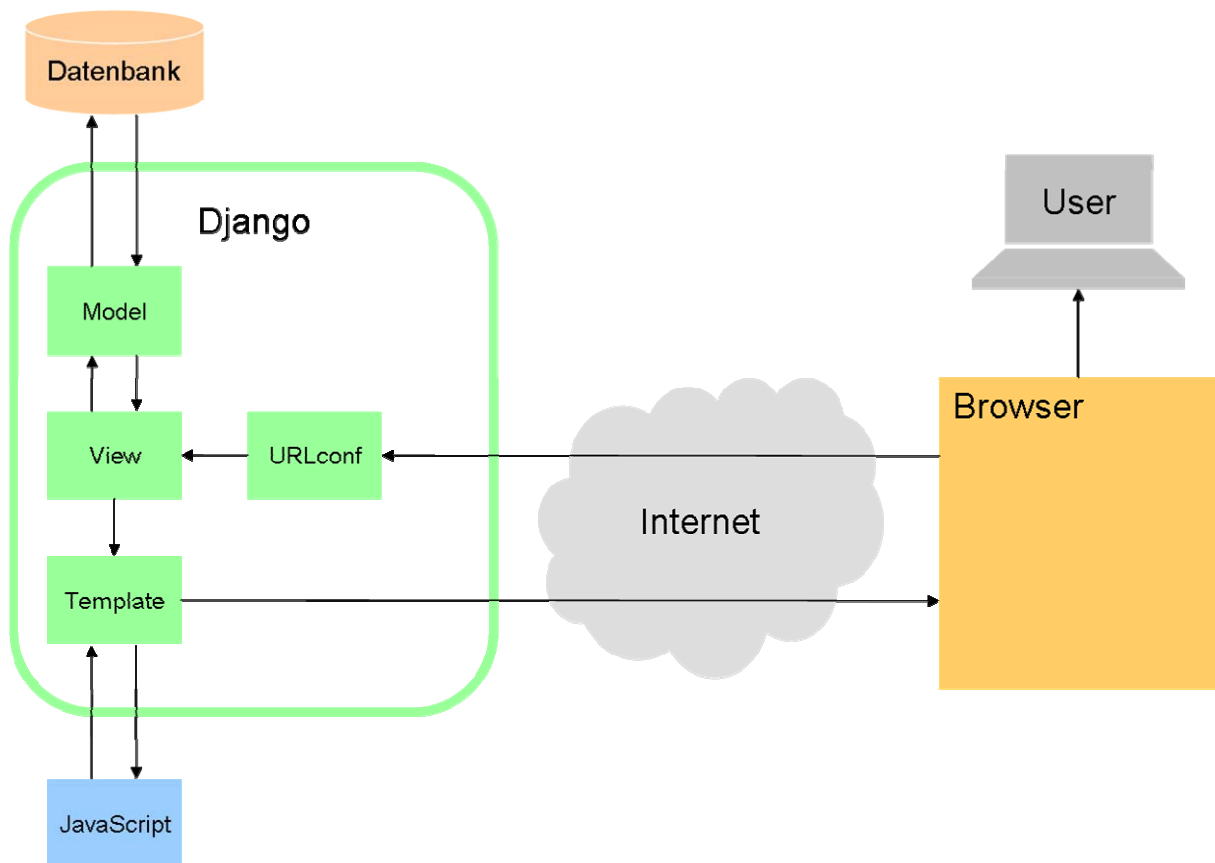 Datenbank
Django
User
Model
Browser
View
URLconf
Internet
Template
JavaScript